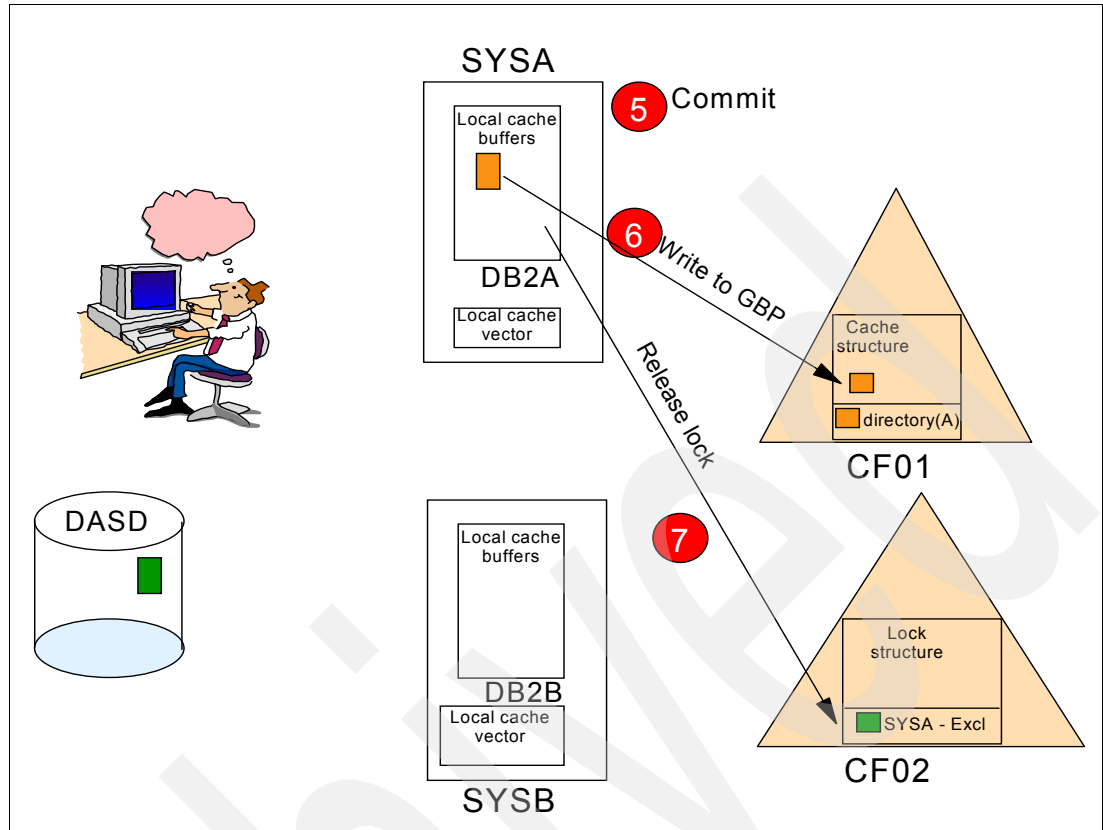 SYSA
5 Commit
Local cache
buffers
6 Write to GBP
DB2A
Local cache
vector
Cache
structure
directory(A)
CF01
Release lock
DASD
7
Local cache
buffers
DB2B
Local cache
vector
SYSB
Lock
structure
SYSA - Excl
CF02